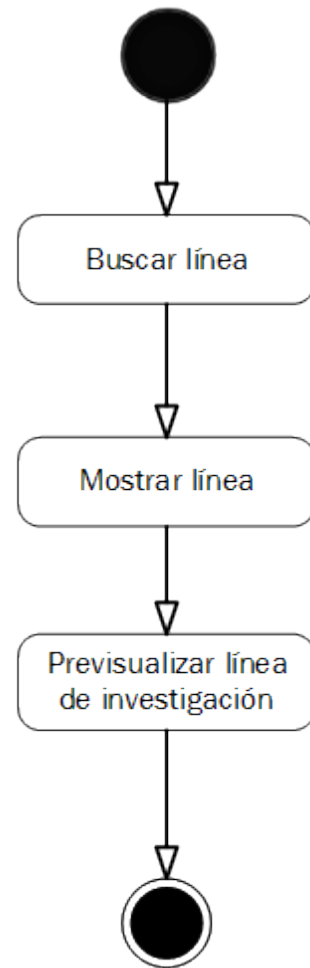 Buscar línea
Mostrar línea
Previsualizar línea
de investigación